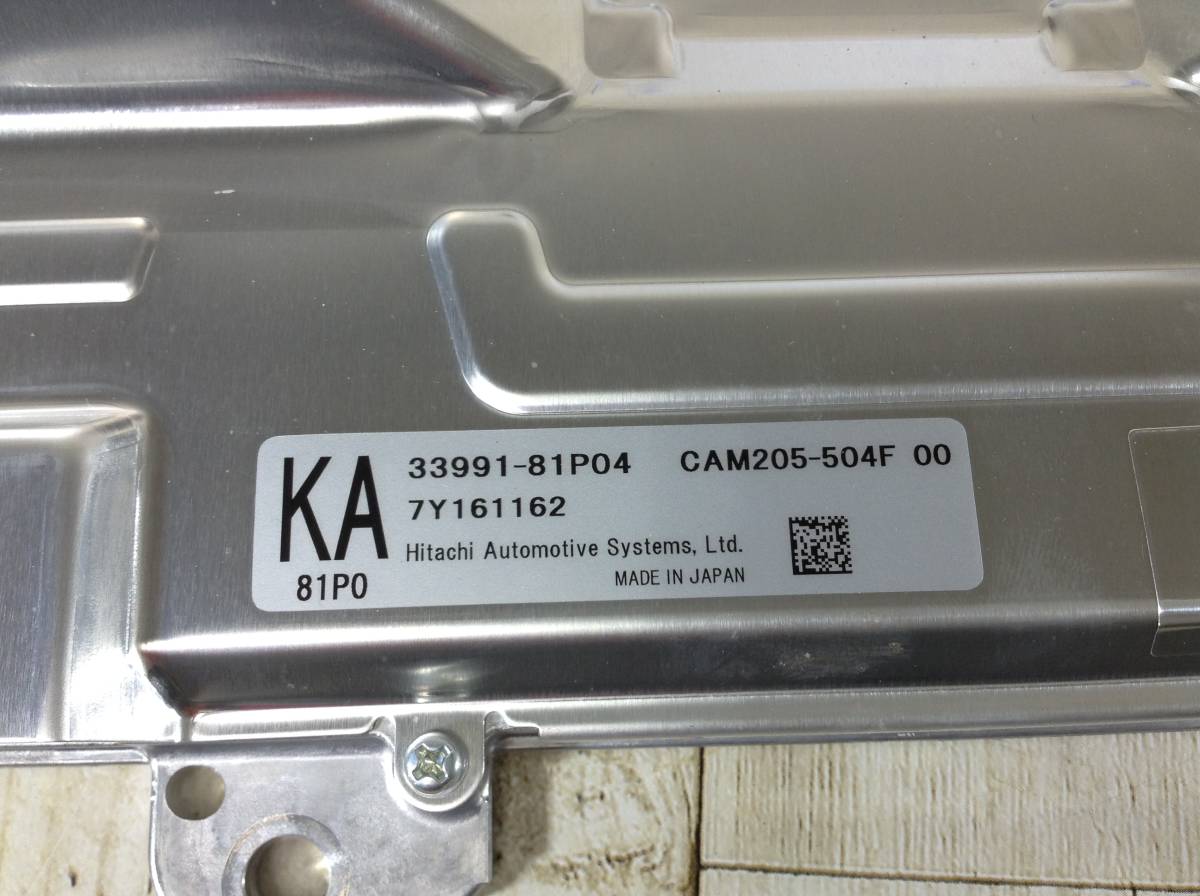 KA
33991-81P04 CAM205-504F 00
7Y161162
Hitachi Automotive Systems, Ltd.
81P0
MADE IN JAPAN